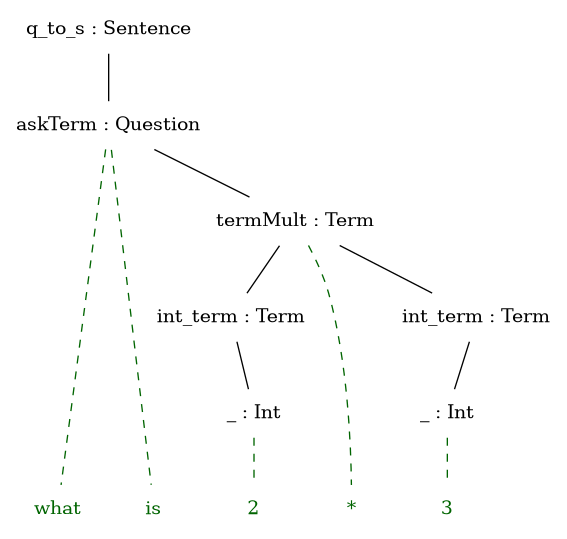 q_to_s : Sentence
askTerm : Question
termMult : Term
int_term : Term int_term : Term
_ : Int _ : Int
what is 2 * 3